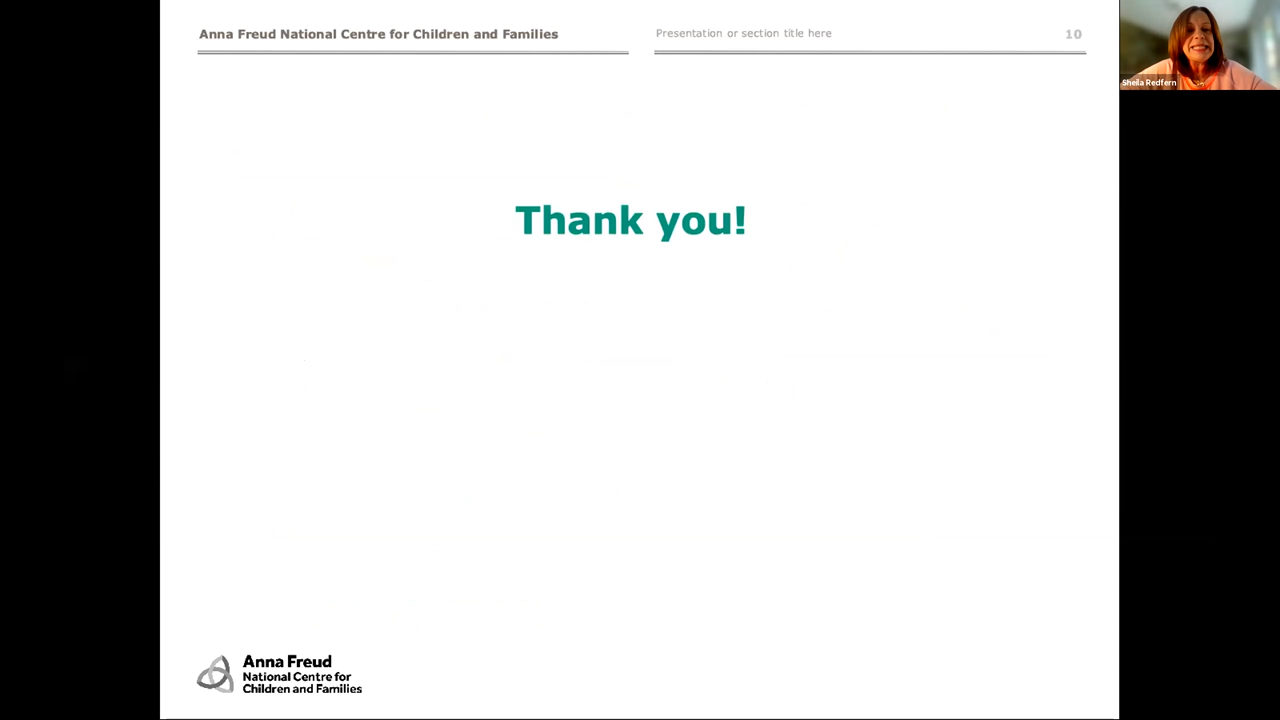 Anna Freud National Centre for Children and Families
Presentation or section title here
10
Sheila Redfern
Thank you!
Anna Freud
National Centre for
Children and Families